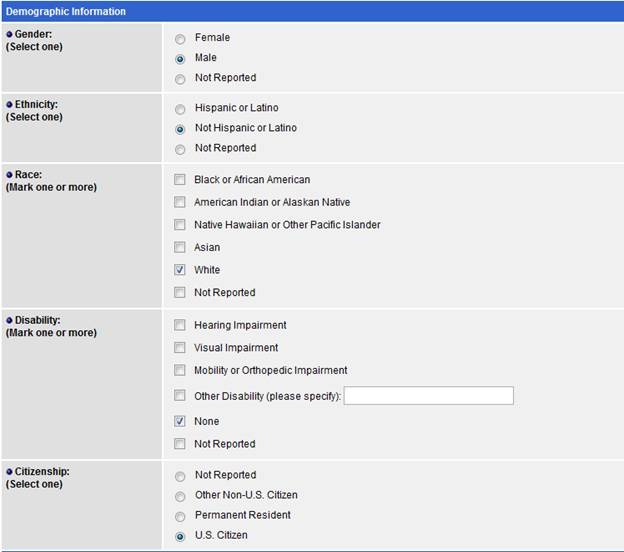 Demographic Information
Gender:
(Select one)
Female
Male
Not Reported
Ethnicity:
(Select one)
Hispanic or Latino
Not Hispanic or Latino
Not Reported
Race:
(Mark one or more)
Black or African American
American Indian or Alaskan Native
Native Hawaiian or Other Pacific Islander
Asian
White
Not Reported
Disability:
(Mark one or more)
Hearing Impairment
Visual Impairment
Mobility or Orthopedic Impairment
Other Disability (please specify):
None
Not Reported
Citizenship:
(Select one)
Not Reported
Other Non-U.S. Citizen
Permanent Resident
U.S. Citizen